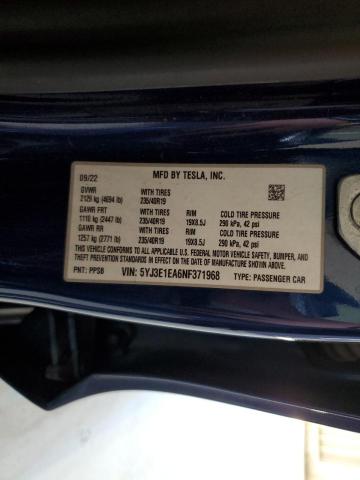 MFD BY TESLA, INC.
09/22
GVWR WITH TIRES
2129 kg (4694 lb) 235/40R19
GAWR FRT WITH TIRES RIM COLD TIRE PRESSURE
1110 kg (2447 lb) 235/40R19 19X8.5J 290 kPa, 42 psi
GAWR RR WITH TIRES RIM COLD TIRE PRESSURE
1257 kg (2771 lb) 235/40R19 19X8.5J 290 kPa, 42 psi
THIS VEHICLE CONFORMS TO ALL APPLICABLE U.S. FEDERAL MOTOR VEHICLE SAFETY,
BUMPER, AND THEFT PREVENTION STANDARDS IN EFFECT ON THE DATE OF
MANUFACTURE SHOWN ABOVE.
PNT: PPSB VIN: 5YJ3E1EA6NF371968 TYPE: PASSENGER CAR